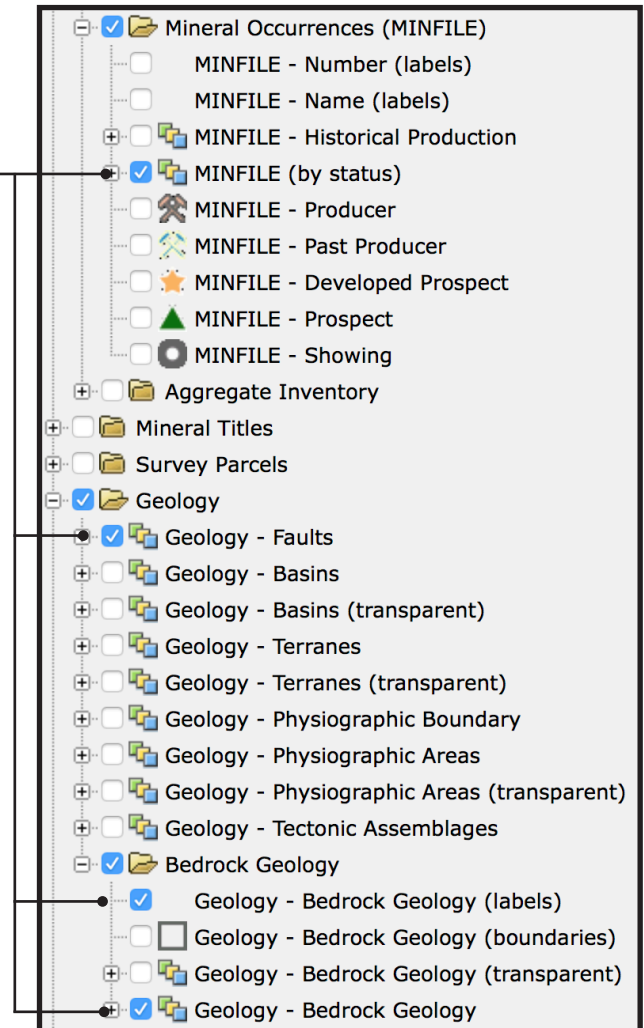 Mineral Occurrences (MINFILE)
MINFILE - Number (labels)
MINFILE - Name (labels)
MINFILE - Historical Production
MINFILE (by status)
MINFILE - Producer
MINFILE - Past Producer
MINFILE - Developed Prospect
MINFILE - Prospect
MINFILE - Showing
Aggregate Inventory
Mineral Titles
Survey Parcels
Geology
Geology - Faults
Geology - Basins
Geology - Basins (transparent)
Geology - Terranes
Geology - Terranes (transparent)
Geology - Physiographic Boundary
Geology - Physiographic Areas
Geology - Physiographic Areas (transparent)
Geology - Tectonic Assemblages
Bedrock Geology
Geology - Bedrock Geology (labels)
Geology - Bedrock Geology (boundaries)
Geology - Bedrock Geology (transparent)
Geology - Bedrock Geology